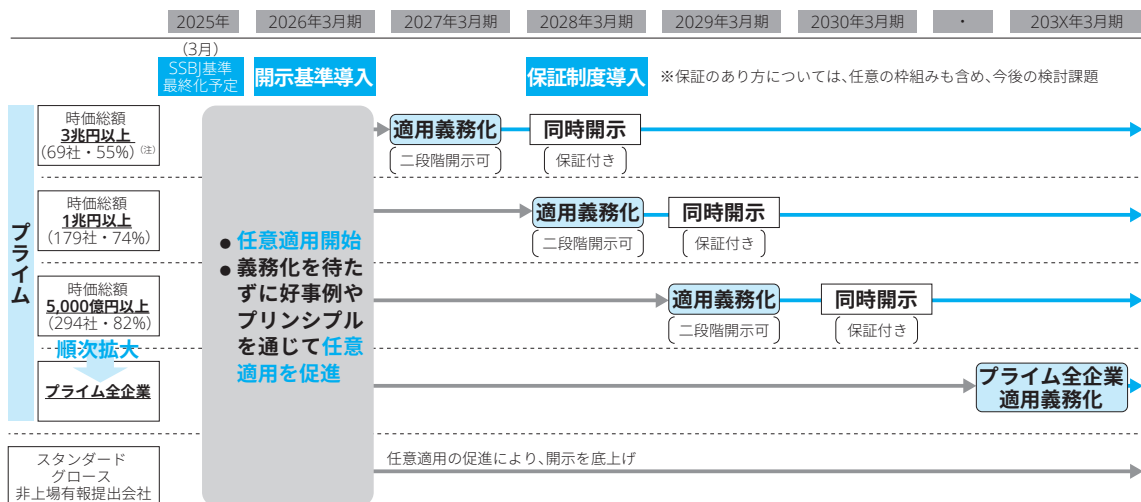 2025年 2026年3月期 2027年3月期 2028年3月期 2029年3月期 2030年3月期 ・ 203X年3月期
(3月)
SSBJ基準
最終化予定
開示基準導入
保証制度導入
※保証のあり方については、任意の枠組みも含め、今後の検討課題
プライム
時価総額
3兆円以上
(69社・55%)(注)
適用義務化
二段階開示可
同時開示
保証付き
時価総額
1兆円以上
(179社・74%)
適用義務化
二段階開示可
同時開示
保証付き
時価総額
5,000億円以上
(294社・82%)
適用義務化
二段階開示可
同時開示
保証付き
● 任意適用開始
● 義務化を待た
ずに好事例や
プリンシプル
を通じて任意
適用を促進
順次拡大
プライム全企業
プライム全企業
適用義務化
スタンダード
グロース
非上場有報提出会社
任意適用の促進により、開示を底上げ